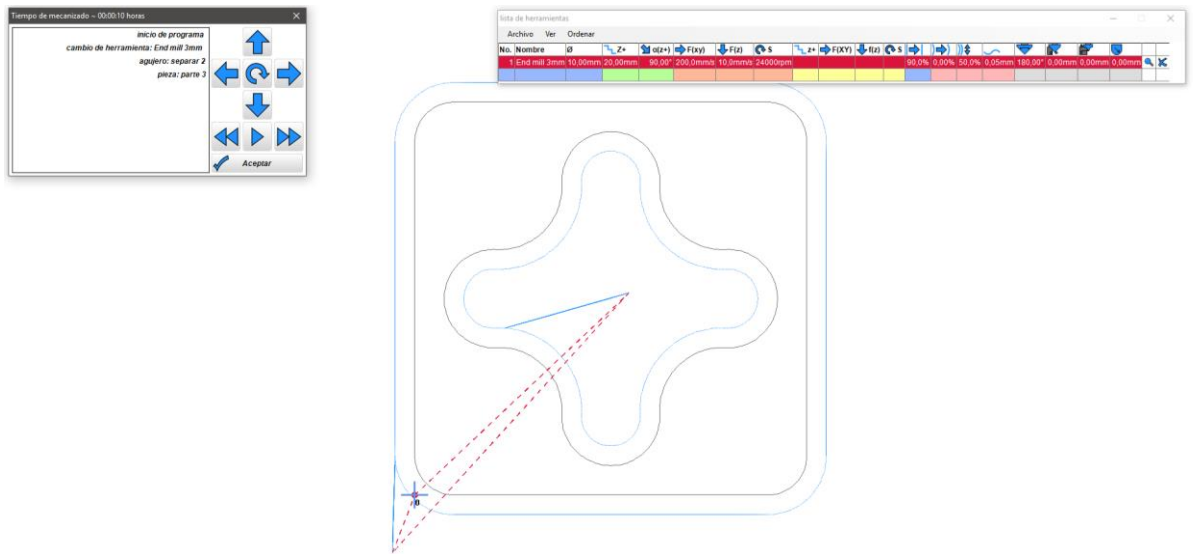 Tiempo de mecanizado ~ 00:00:10 horas
inicio de programa
cambio de herramienta: End mill 3mm
agujero: separar 2
pieza: parte 3
Aceptar
lista de herramientas
Archivo Ver Ordenar
No. Nombre Ø Z+ α(z+) F(xy) F(z) S z+ F(XY) f(z) S
1 End mill 3mm 10,00mm 20,00mm 90,00° 200,0mm/s 10,0mm/s 24000rpm 90,0% 0,00% 50,0% 0,05mm 180,00° 0,00mm 0,00mm 0,00mm
0